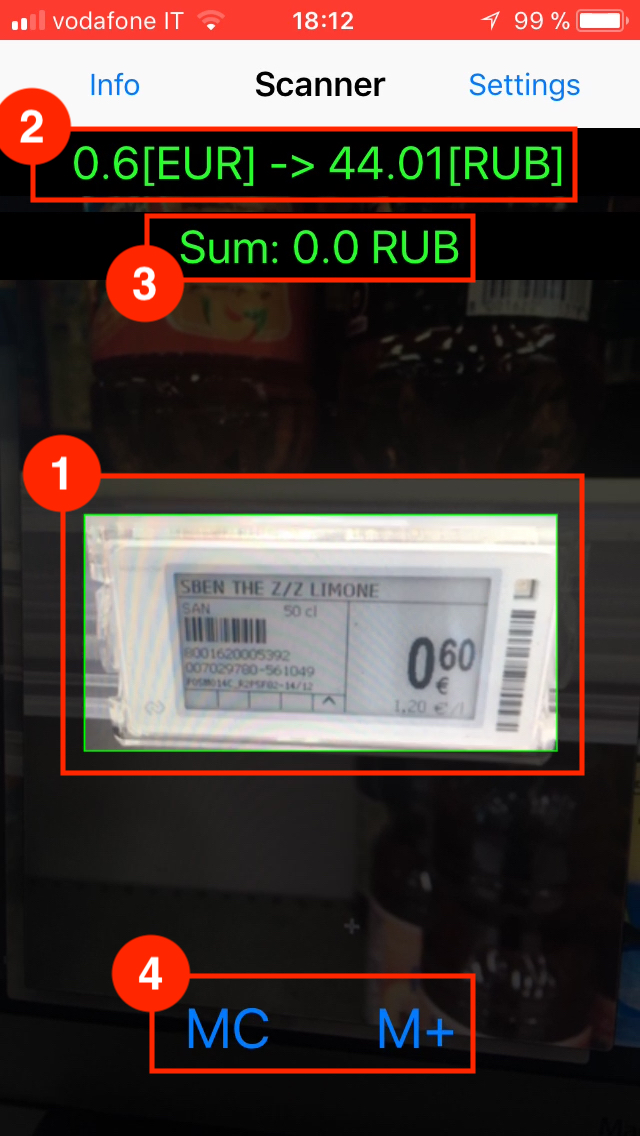 vodafone IT 18:12 99 %
Info Scanner Settings
2
0.6[EUR] -> 44.01[RUB]
Sum: 0.0 RUB
3
1
SBEN THE Z/Z LIMONE
SAN 50 cl
8001620005392
007029780-561049
0,60
€
1,20 €/l
4
MC M+